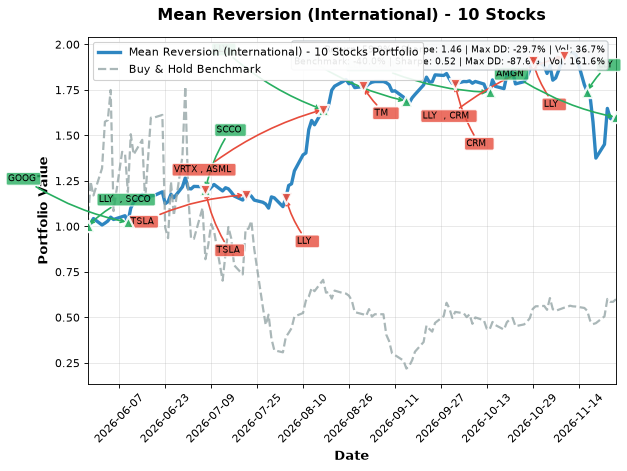 Mean Reversion (International) - 10 Stocks
Mean Reversion (International) - 10 Stocks Portfolio
Buy & Hold Benchmark
1.46 | Max DD: -29.7% | Vol: 36.7%
Benchmark: -40.0% | Sharpe: 0.52 | Max DD: -87.6% | Vol: 161.6%
AMGN
TM
LLY
LLY , CRM
CRM
SCCO
VRTX , ASML
GOOG
LLY , SCCO
TSLA
TSLA
LLY
Portfolio Value
2.00
1.75
1.50
1.25
1.00
0.75
0.50
0.25
2026-06-07
2026-06-23
2026-07-09
2026-07-25
2026-08-10
2026-08-26
2026-09-11
2026-09-27
2026-10-13
2026-10-29
2026-11-14
Date